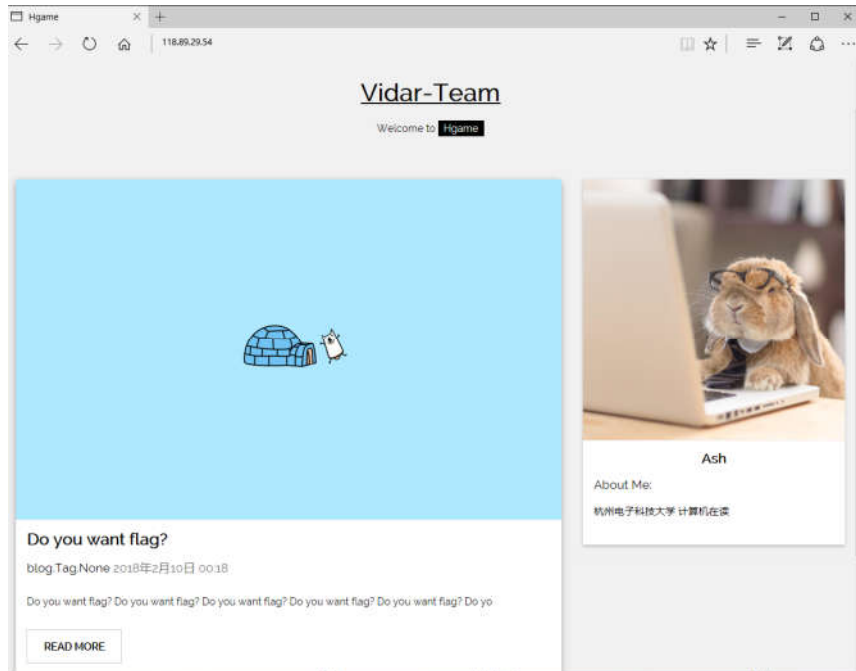 Hgame
118.89.29.54
Vidar-Team
Welcome to Hgame
Do you want flag?
blog.Tag.None 2018年2月10日 00:18
Do you want flag? Do you want flag? Do you want flag? Do you want flag? Do you want flag? Do yo
READ MORE
Ash
About Me:
杭州电子科技大学 计算机在读